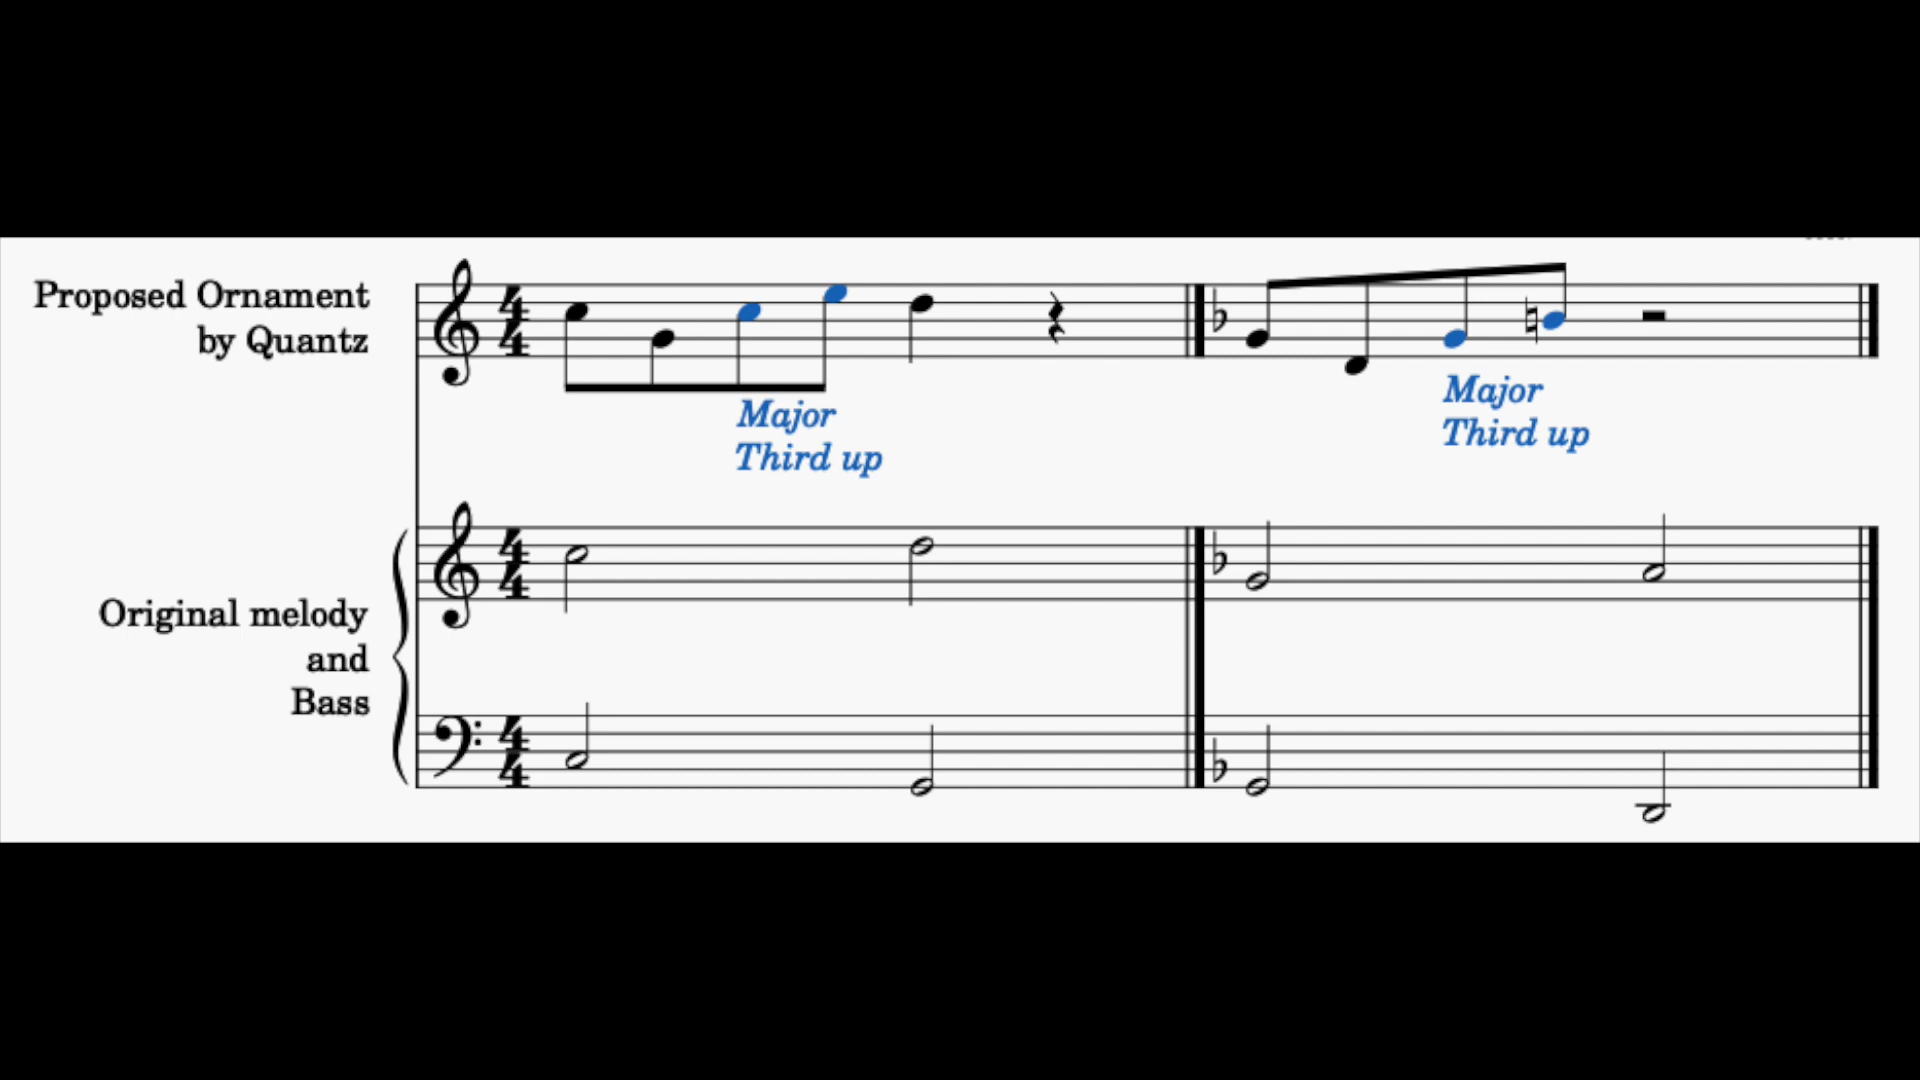 Proposed Ornament
by Quantz
Major
Third up
Major
Third up
Original melody
and
Bass